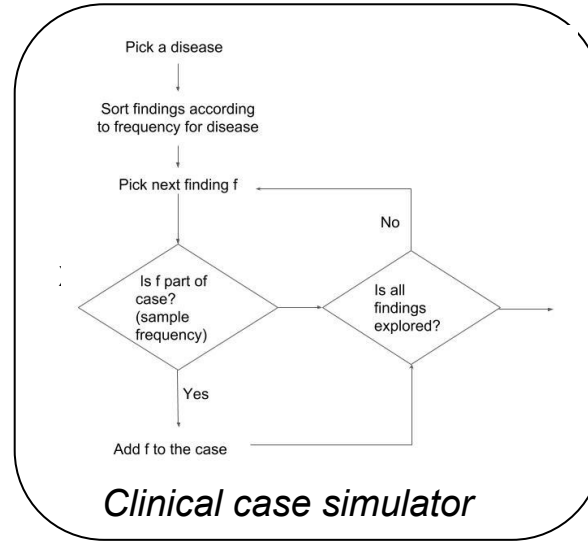 Pick a disease
Sort findings according
to frequency for disease
Pick next finding f
No
Is f part of
case?
(sample
frequency)
Is all
findings
explored?
Yes
Add f to the case
Clinical case simulator